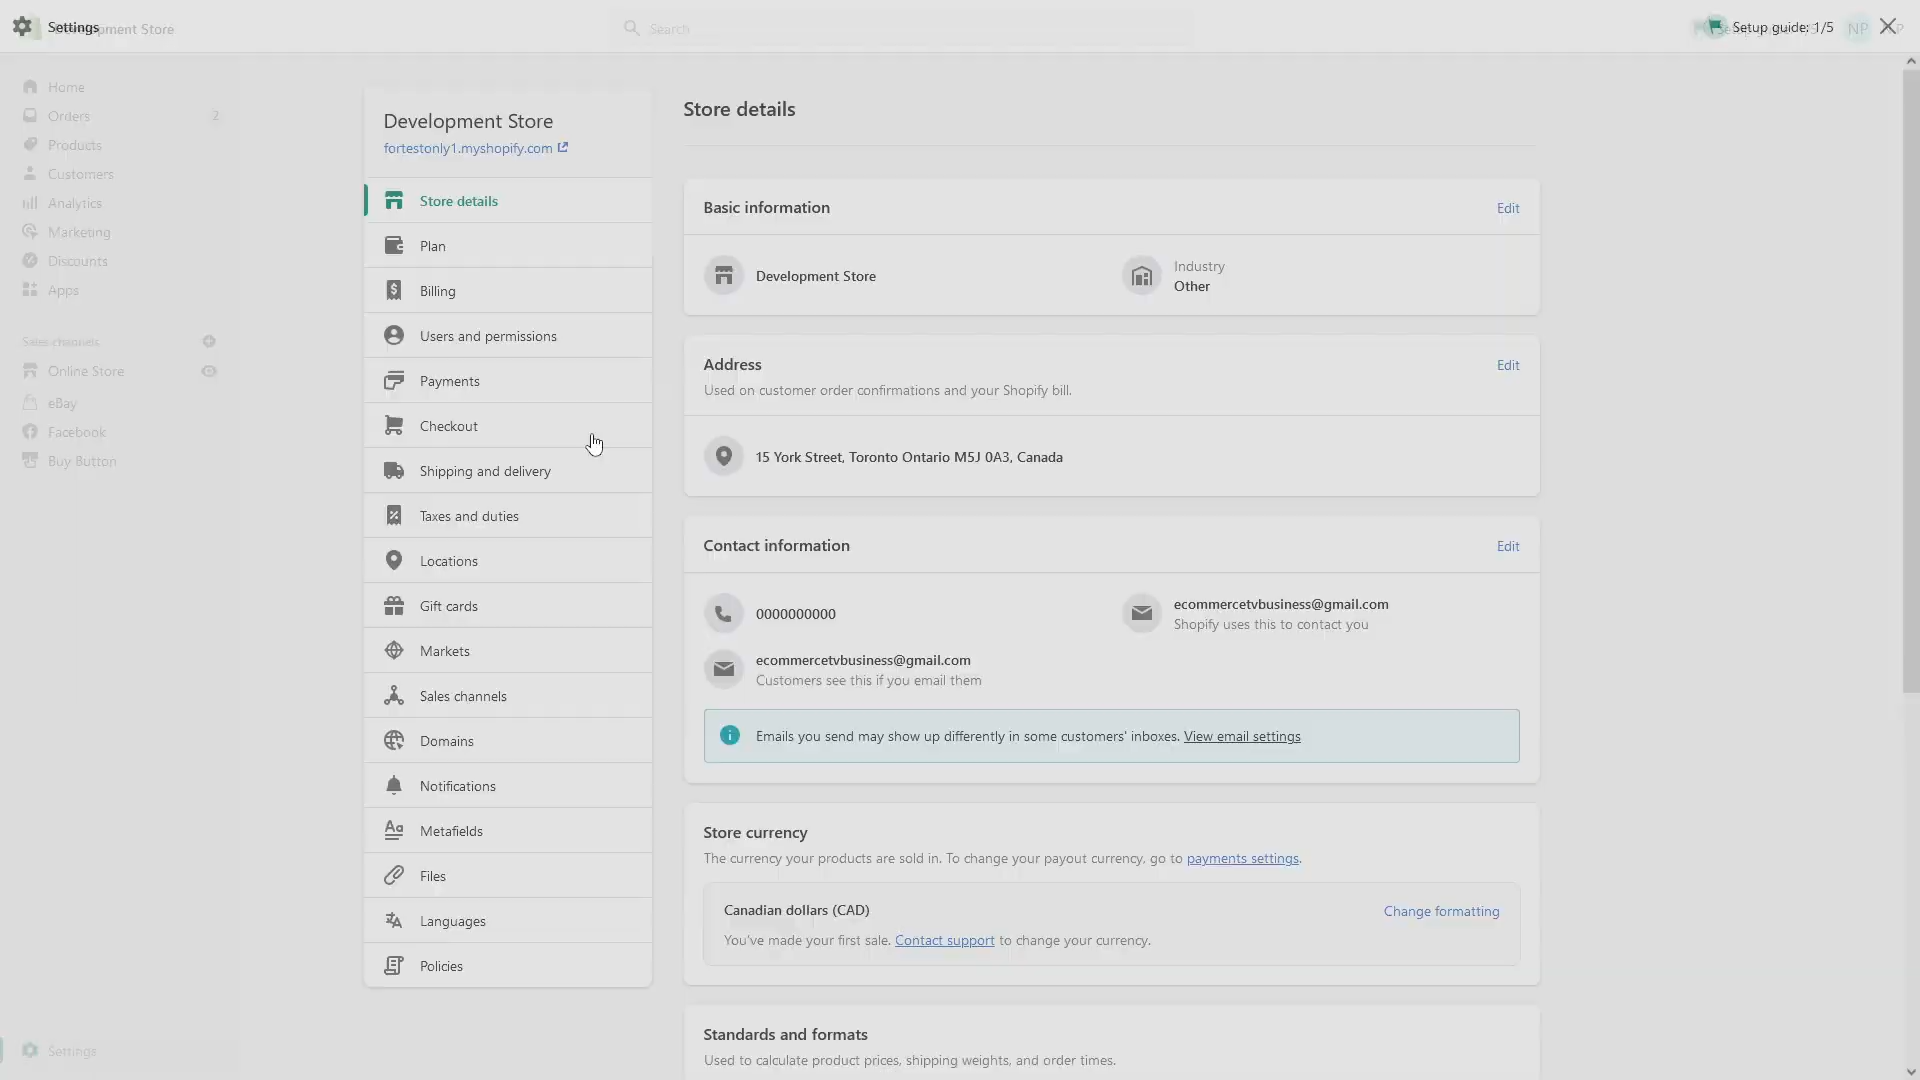 Settings
Development Store
Search
Setup guide: 1/5
NP
Home
Orders
2
Products
Customers
Analytics
Marketing
Discounts
Apps
Sales channels
Online Store
eBay
Facebook
Buy Button
Settings
Development Store
fortestonly1.myshopify.com
Store details
Plan
Billing
Users and permissions
Payments
Checkout
Shipping and delivery
Taxes and duties
Locations
Gift cards
Markets
Sales channels
Domains
Notifications
Metafields
Files
Languages
Policies
Store details
Basic information
Edit
Development Store
Industry
Other
Address
Edit
Used on customer order confirmations and your Shopify bill.
15 York Street, Toronto Ontario M5J 0A3, Canada
Contact information
Edit
0000000000
ecommercetvbusiness@gmail.com
Shopify uses this to contact you
ecommercetvbusiness@gmail.com
Customers see this if you email them
Emails you send may show up differently in some customers' inboxes. View email settings
Store currency
The currency your products are sold in. To change your payout currency, go to payments settings.
Canadian dollars (CAD)
Change formatting
You've made your first sale. Contact support to change your currency.
Standards and formats
Used to calculate product prices, shipping weights, and order times.